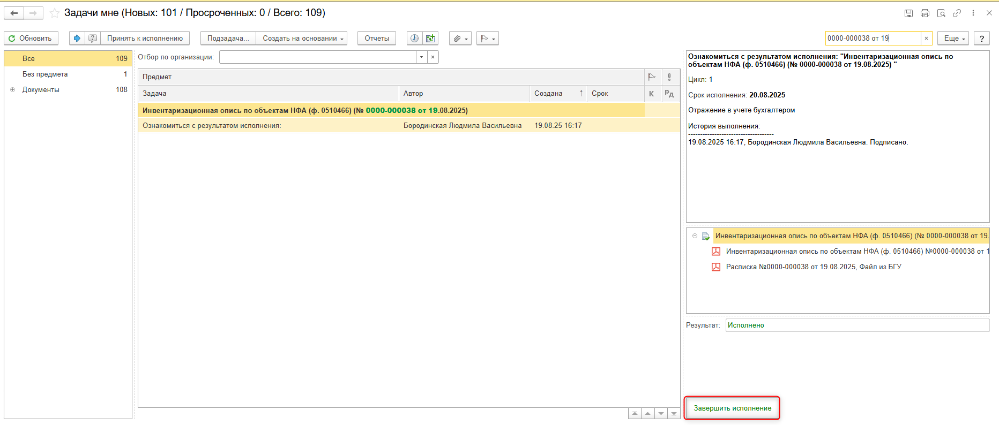 Задачи мне (Новых: 101 / Просроченных: 0 / Всего: 109)
Обновить
?
Принять к исполнению
Подзадача...
Создать на основании
Отчеты
0000-000038 от 19
×
Еще
?
Все 109
Без предмета 1
Документы 108
Отбор по организации:
×
Предмет
!
Задача Автор Создана ↑ Срок К РД
Инвентаризационная опись по объектам НФА (ф. 0510466) (№ 0000-000038 от 19.08.2025)
Ознакомиться с результатом исполнения: Бородинская Людмила Васильевна 19.08.25 16:17
Ознакомиться с результатом исполнения: "Инвентаризационная опись по
объектам НФА (ф. 0510466) (№ 0000-000038 от 19.08.2025) "
Цикл: 1
Срок исполнения: 20.08.2025
Отражение в учете бухгалтером
История выполнения:
------------------------------------
19.08.2025 16:17, Бородинская Людмила Васильевна. Подписано.
Инвентаризационная опись по объектам НФА (ф. 0510466) (№ 0000-000038 от 19.
Инвентаризационная опись по объектам НФА (ф. 0510466) №0000-000038 от 1
Расписка №0000-000038 от 19.08.2025, Файл из БГУ
Результат: Исполнено
Завершить исполнение